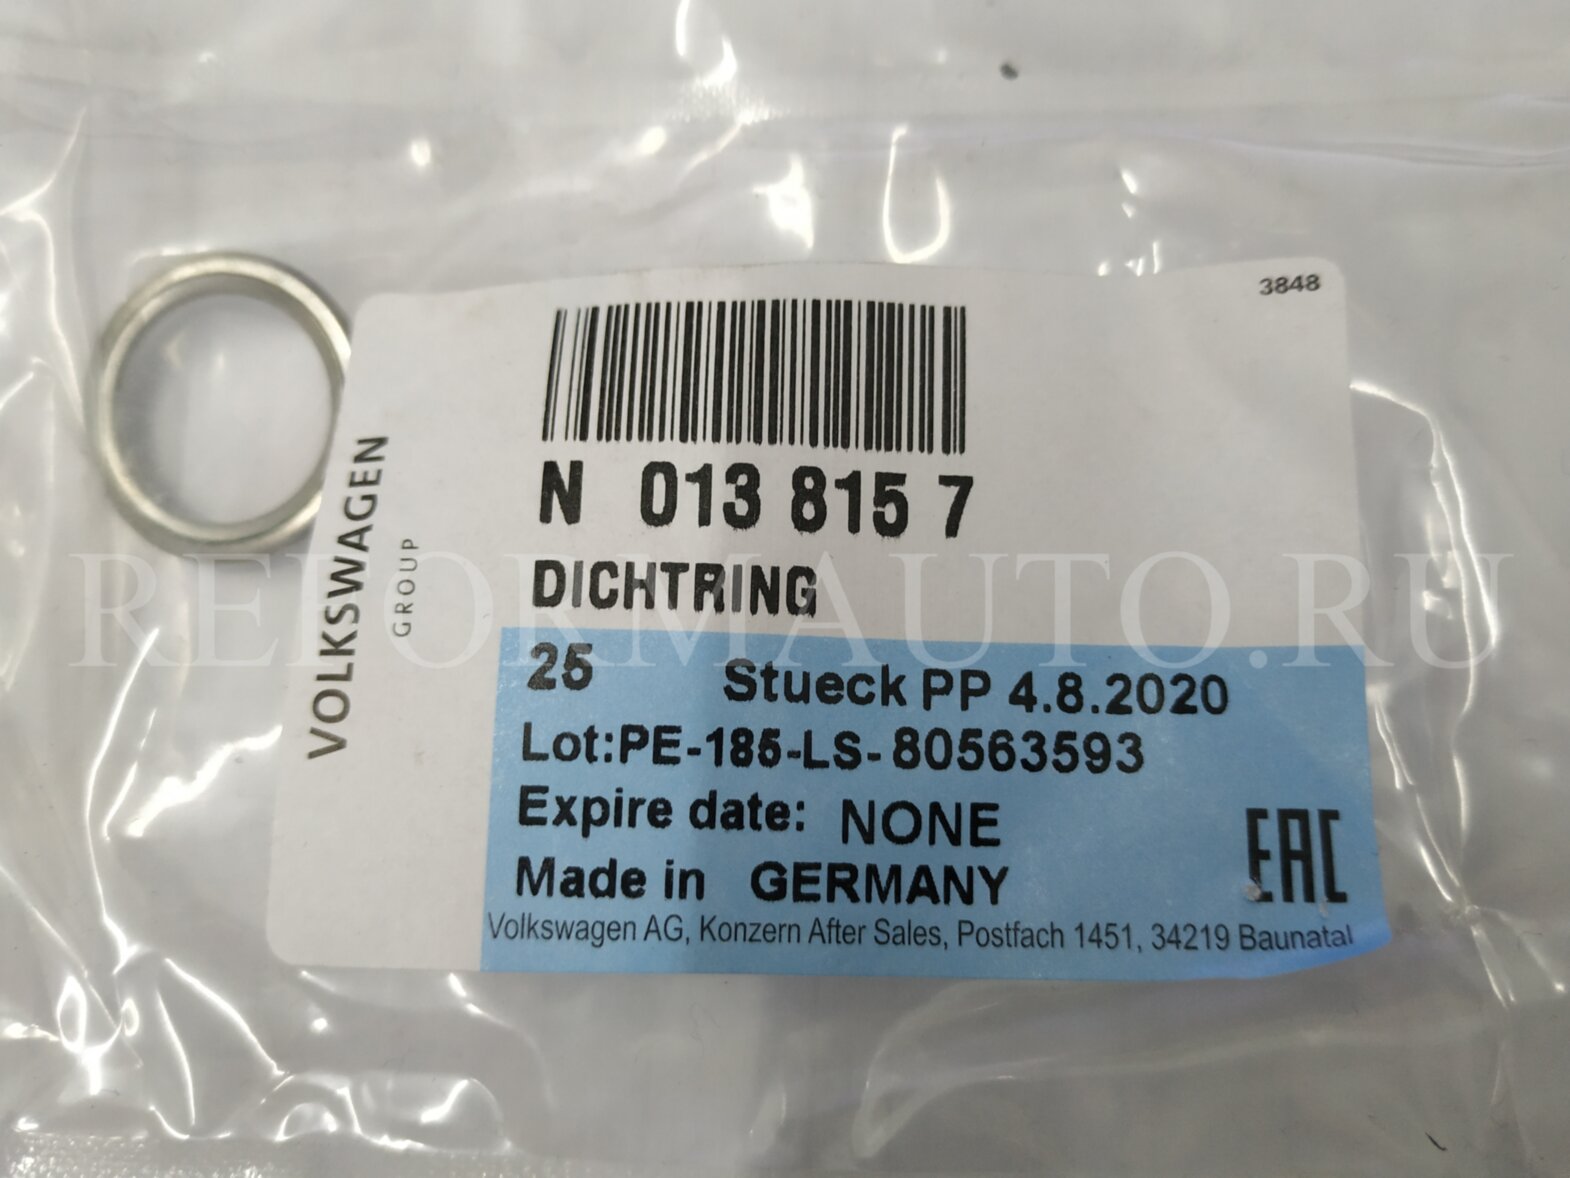 3848
N 013 815 7
DICHTRING
25 Stueck PP 4.8.2020
Lot:PE-185-LS-80563593
Expire date: NONE
Made in GERMANY
EAC
Volkswagen AG, Konzern After Sales, Postfach 1451, 34219 Baunatal
VOLKSWAGEN
GROUP
REFORMAUTO.RU